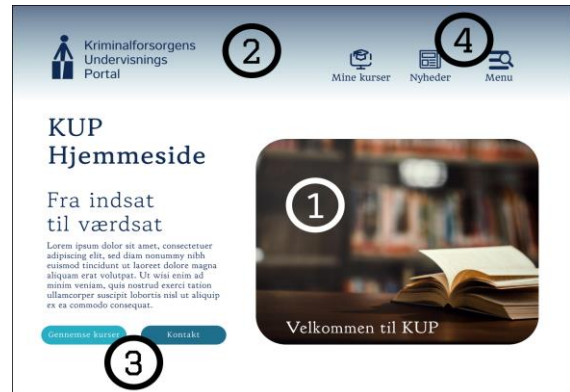 Kriminalforsorgens
Undervisnings
Portal
2
4
Mine kurser
Nyheder
Menu
KUP
Hjemmeside
Fra indsat
til værdsat
Lorem ipsum dolor sit amet, consectetuer
adipiscing elit, sed diam nonummy nibh
euismod tincidunt ut laoreet dolore magna
aliquam erat volutpat. Ut wisi enim ad
minim veniam, quis nostrud exerci tation
ullamcorper suscipit lobortis nisl ut aliquip
ex ea commodo consequat.
Gennemse kurser
Kontakt
3
1
Velkommen til KUP